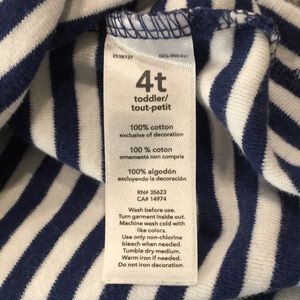 2539737
4t
toddler/
tout-petit
100% cotton
exclusive of decoration
100 % coton
ornements non compris
100% algodón
excluyendo la decoración
RN# 35623
CA# 14974
Wash before use.
Turn garment inside out.
Machine wash cold with
like colors.
Use only non-chlorine
bleach when needed.
Tumble dry medium.
Warm iron if needed.
Do not iron decoration.